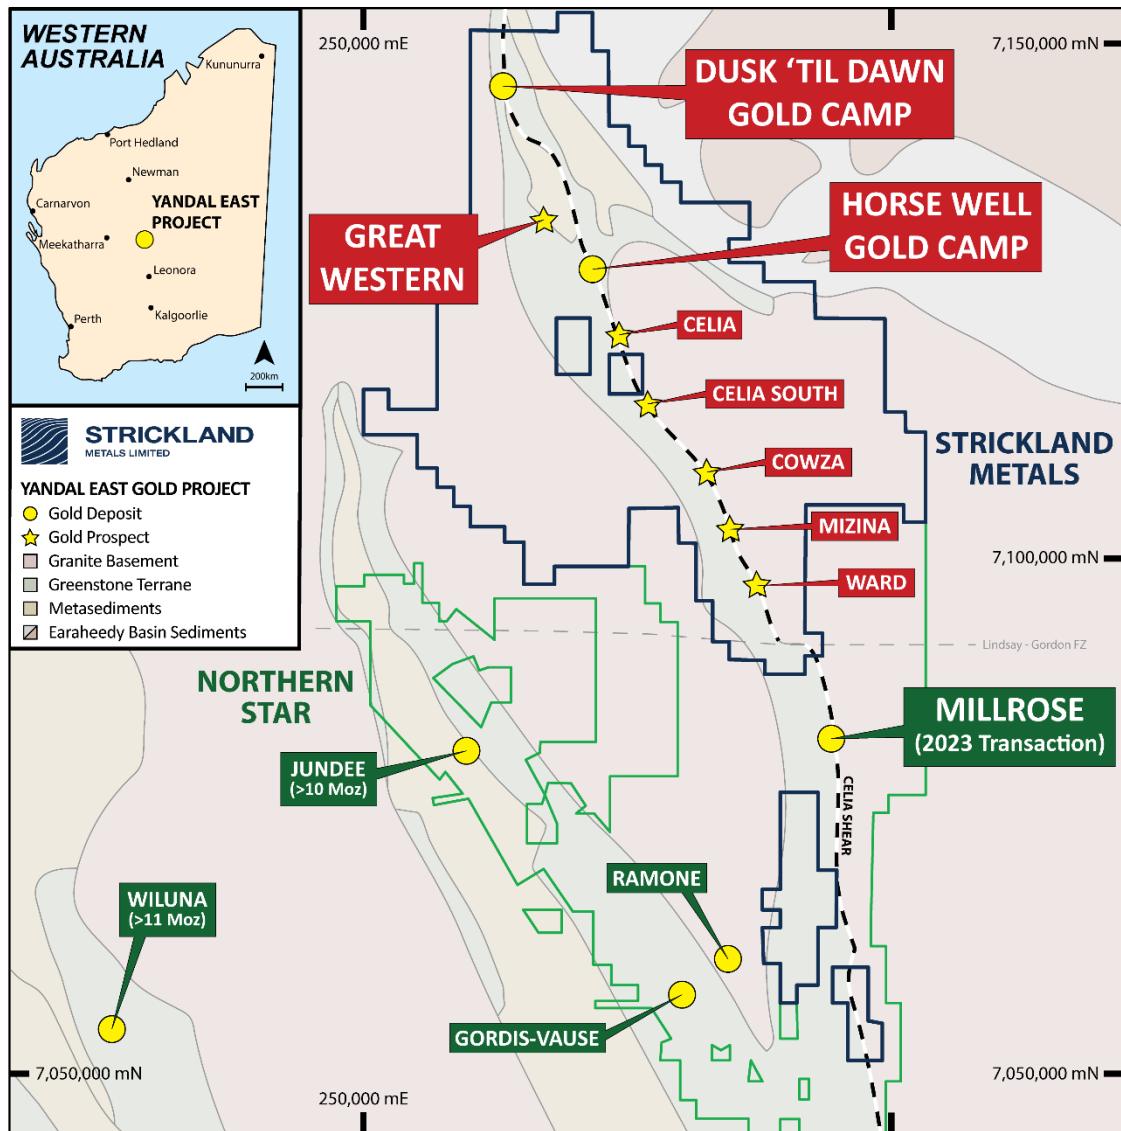 WESTERN
AUSTRALIA
Kununurra
Port Hedland
Newman
Carnarvon
YANDAL EAST
PROJECT
Meekatharra
Leonora
Kalgoorlie
Perth
200km
STRICKLAND
METALS LIMITED
YANDAL EAST GOLD PROJECT
Gold Deposit
Gold Prospect
Granite Basement
Greenstone Terrane
Metasediments
Earaheedy Basin Sediments
250,000 mE
7,150,000 mN
DUSK ‘TIL DAWN
GOLD CAMP
HORSE WELL
GOLD CAMP
GREAT
WESTERN
CELIA
CELIA SOUTH
STRICKLAND
METALS
COWZA
MIZINA
7,100,000 mN
WARD
Lindsay - Gordon FZ
NORTHERN
STAR
MILLROSE
(2023 Transaction)
JUNDEE
(>10 Moz)
CELIA SHEAR
RAMONE
WILUNA
(>11 Moz)
GORDIS-VAUSE
7,050,000 mN
7,050,000 mN
250,000 mE